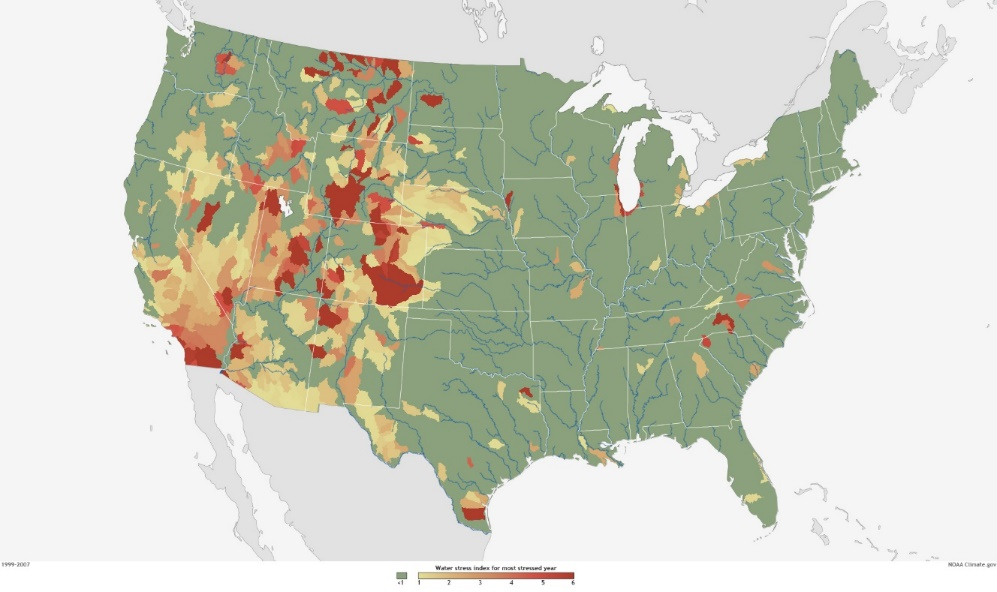 1999-2007
NOAA Climate.gov
Water stress index for most stressed year
<1 1 2 3 4 5 6